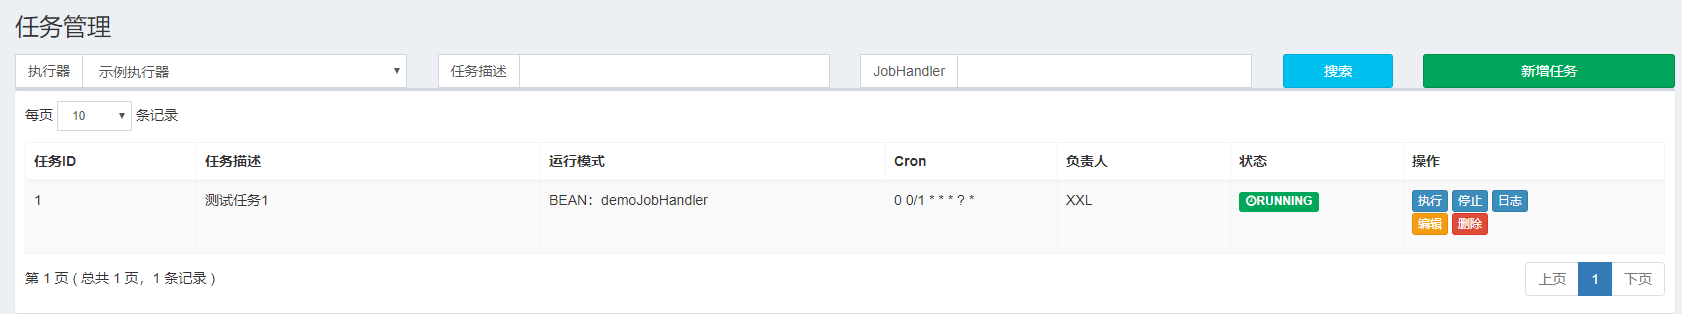 任务管理
执行器 示例执行器 任务描述 JobHandler 搜索 新增任务
每页 10 条记录
任务ID 任务描述 运行模式 Cron 负责人 状态 操作
1 测试任务1 BEAN：demoJobHandler 0 0/1 * * * ? * XXL RUNNING 执行 停止 日志
编辑 删除
第 1 页 ( 总共 1 页，1 条记录 ) 上页 1 下页